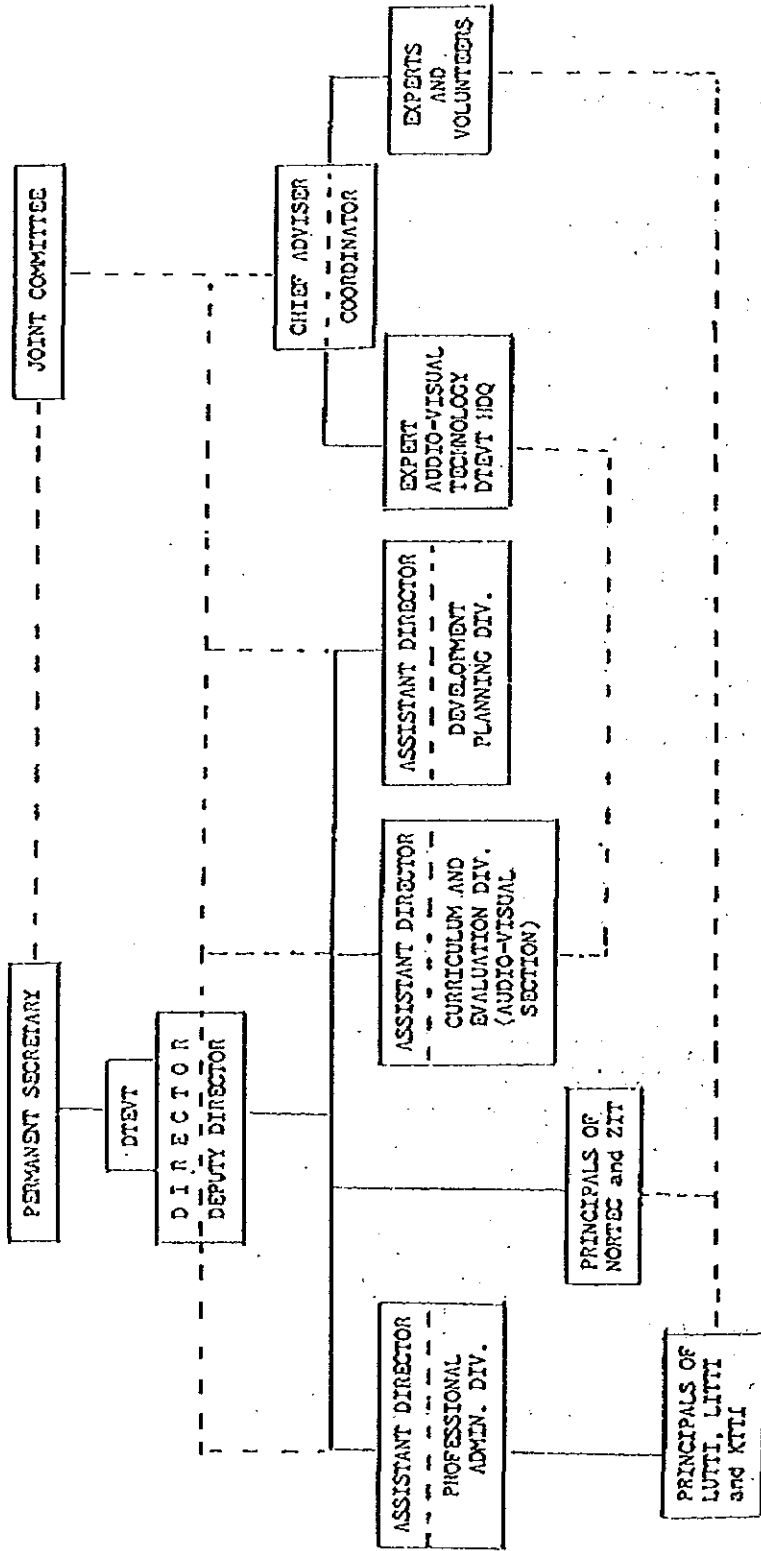 PERMANENT SECRETARY
JOINT COMMITTEE
DTEVT
DIRECTOR
DEPUTY DIRECTOR
CHIEF ADVISER
COORDINATOR
ASSISTANT DIRECTOR
PROFESSIONAL
ADMIN. DIV.
ASSISTANT DIRECTOR
CURRICULUM AND
EVALUATION DIV.
(AUDIO-VISUAL
SECTION)
ASSISTANT DIRECTOR
DEVELOPMENT
PLANNING DIV.
EXPERT
AUDIO-VISUAL
TECHNOLOGY
DTEVT HDQ
EXPERTS
AND
VOLUNTEERS
PRINCIPALS OF
NORTEC and ZIT
PRINCIPALS OF
LUTTI, LITTI
and KTTI